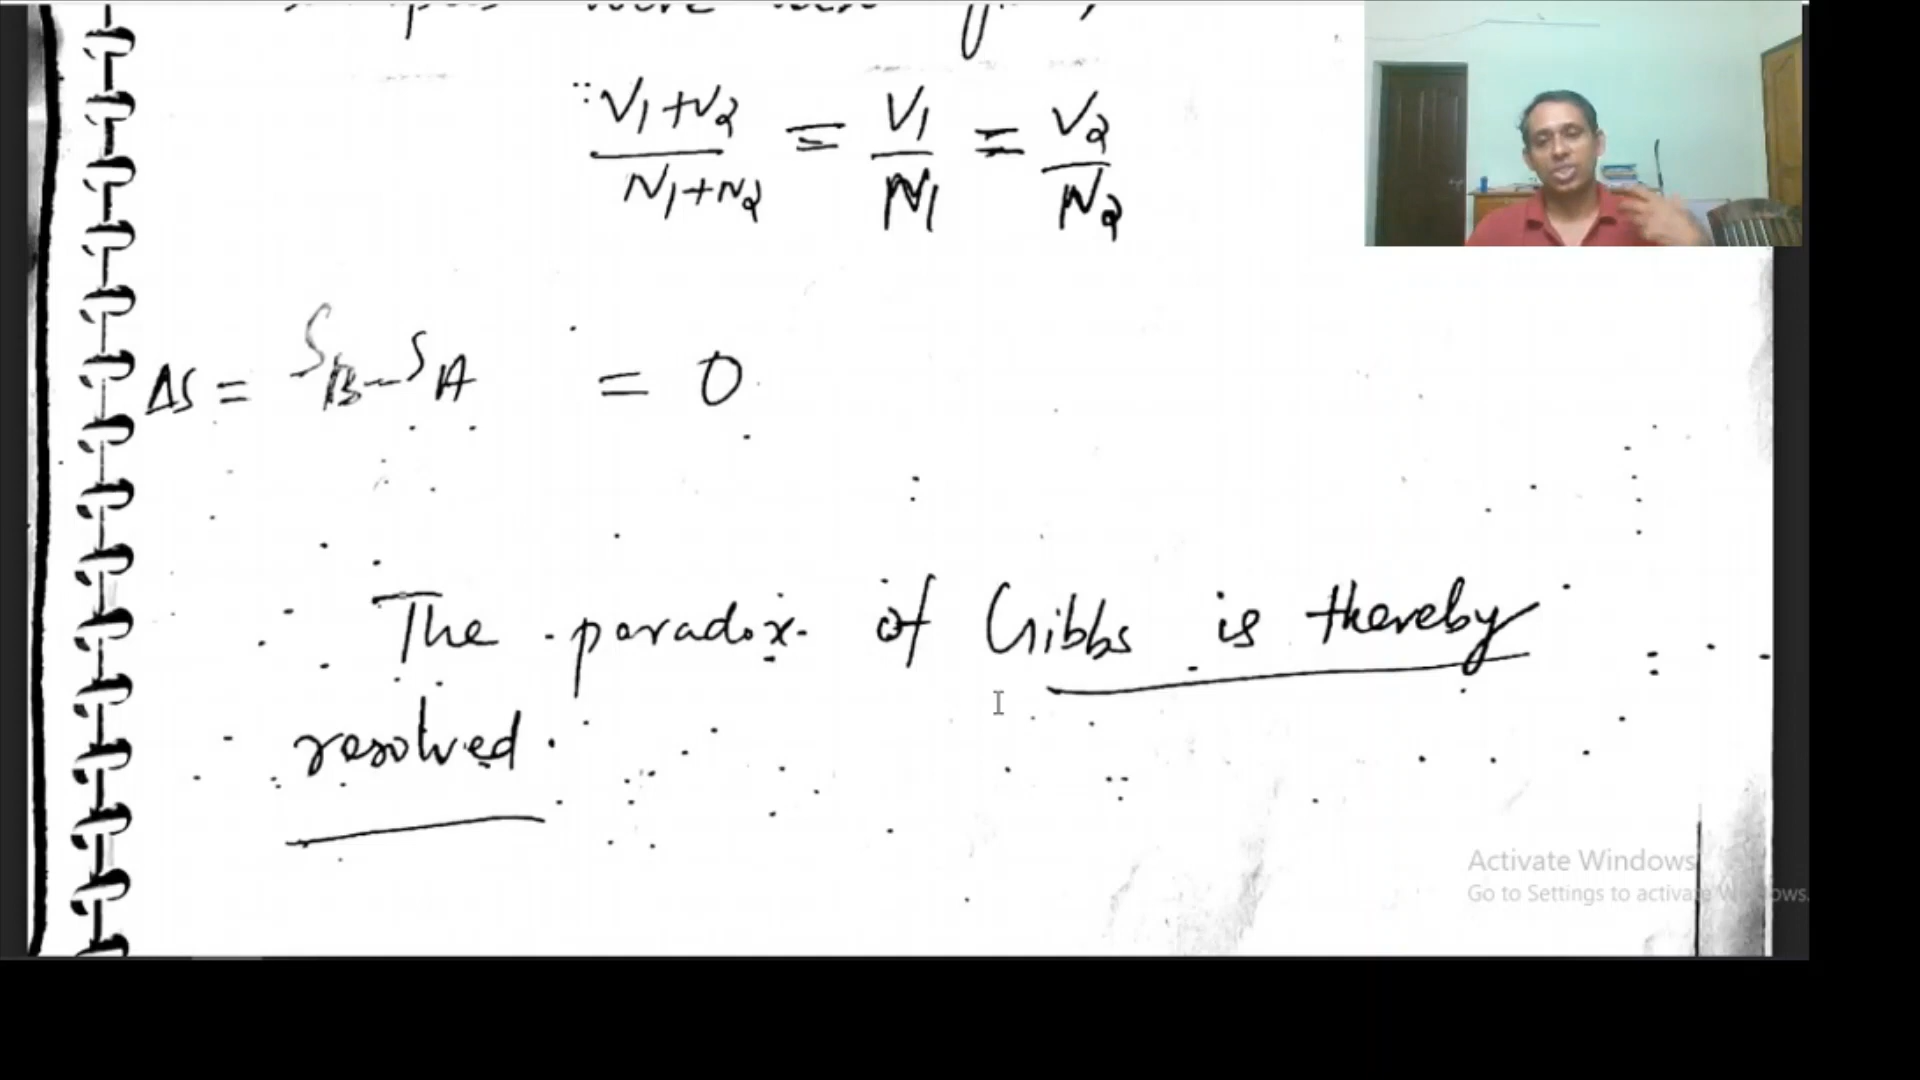 were
∵ V1+V2 / N1+N2 = V1 / N1 = V2 / N2
ΔS = SB-SA = 0
The paradox of Gibbs is thereby
resolved.
Activate Windows
Go to Settings to activate Windows.